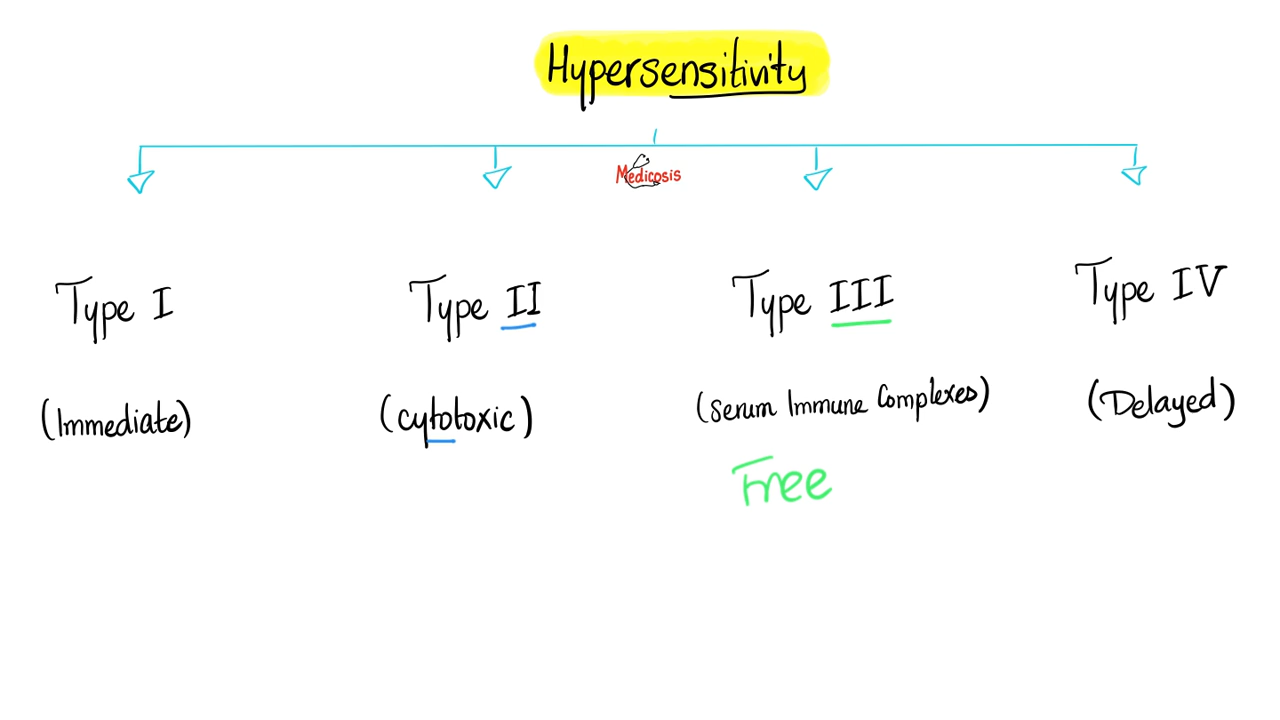 Hypersensitivity
Medicosis
Type I
Type II
Type III
Type IV
(Immediate)
(cytotoxic)
(Serum Immune Complexes)
(Delayed)
Free